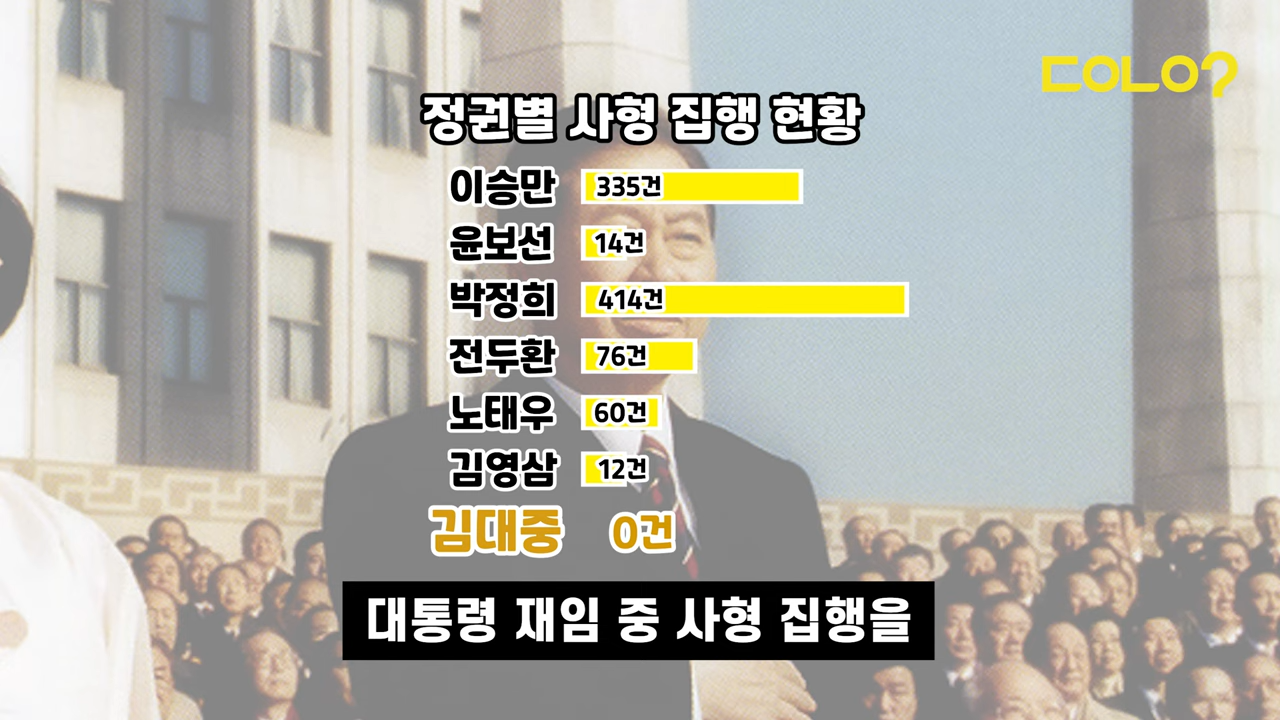 COLO?
정권별 사형 집행 현황
이승만 335건
윤보선 14건
박정희 414건
전두환 76건
노태우 60건
김영삼 12건
김대중 0건
대통령 재임 중 사형 집행을